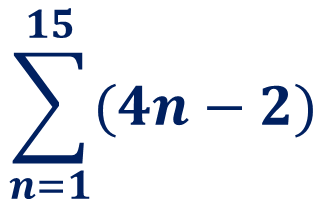 15
∑ (4n − 2)
n=1